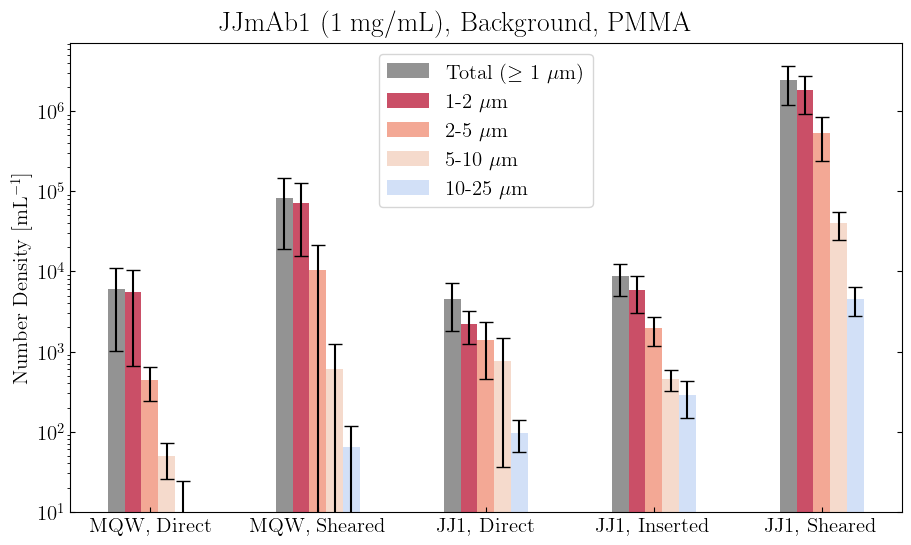 JJmAb1 (1 mg/mL), Background, PMMA
Number Density [mL⁻¹]
10⁶
10⁵
10⁴
10³
10²
10¹
Total (≥ 1 μm)
1-2 μm
2-5 μm
5-10 μm
10-25 μm
MQW, Direct
MQW, Sheared
JJ1, Direct
JJ1, Inserted
JJ1, Sheared